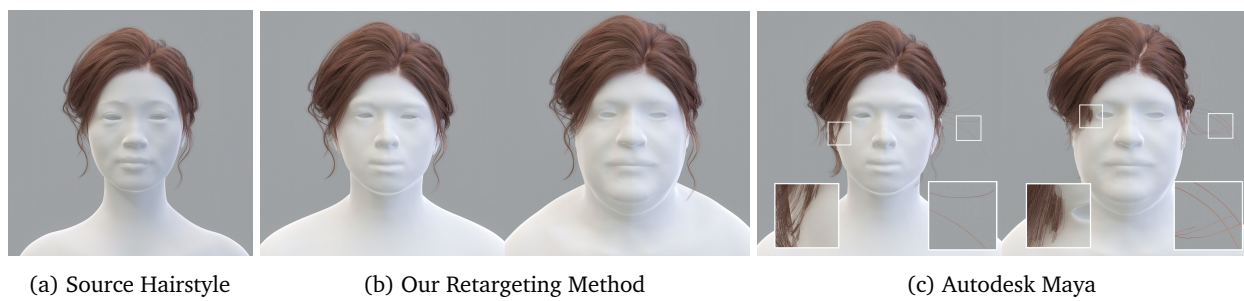 (a) Source Hairstyle
(b) Our Retargeting Method
(c) Autodesk Maya